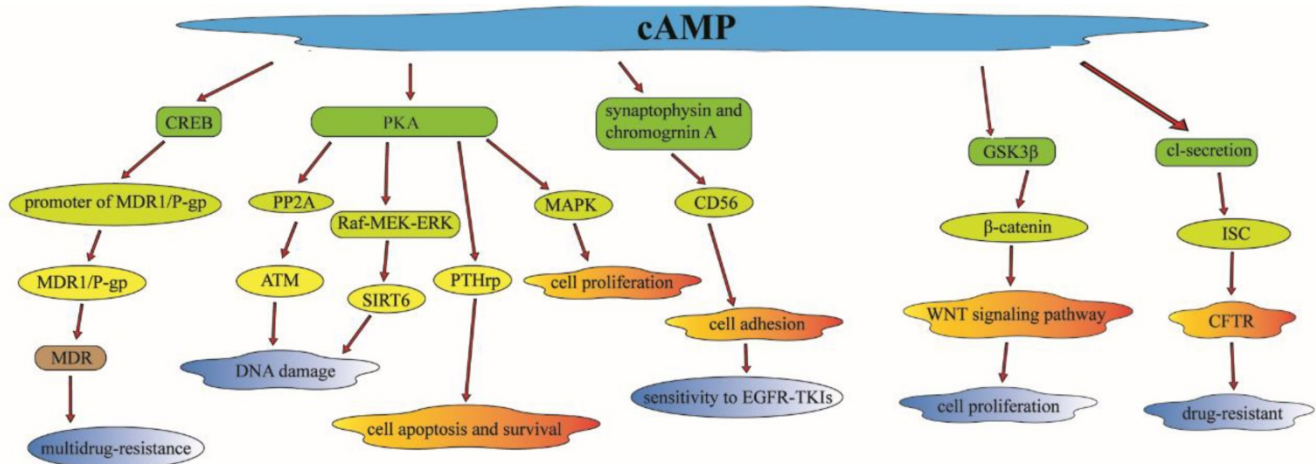 cAMP
CREB
PKA
synaptophysin and
chromogrnin A
GSK3β
cl-secretion
promoter of MDR1/P-gp
PP2A
Raf-MEK-ERK
MAPK
CD56
β-catenin
ISC
MDR1/P-gp
ATM
SIRT6
PTHrp
cell proliferation
cell adhesion
WNT signaling pathway
CFTR
MDR
DNA damage
sensitivity to EGFR-TKIs
cell proliferation
drug-resistant
multidrug-resistance
cell apoptosis and survival